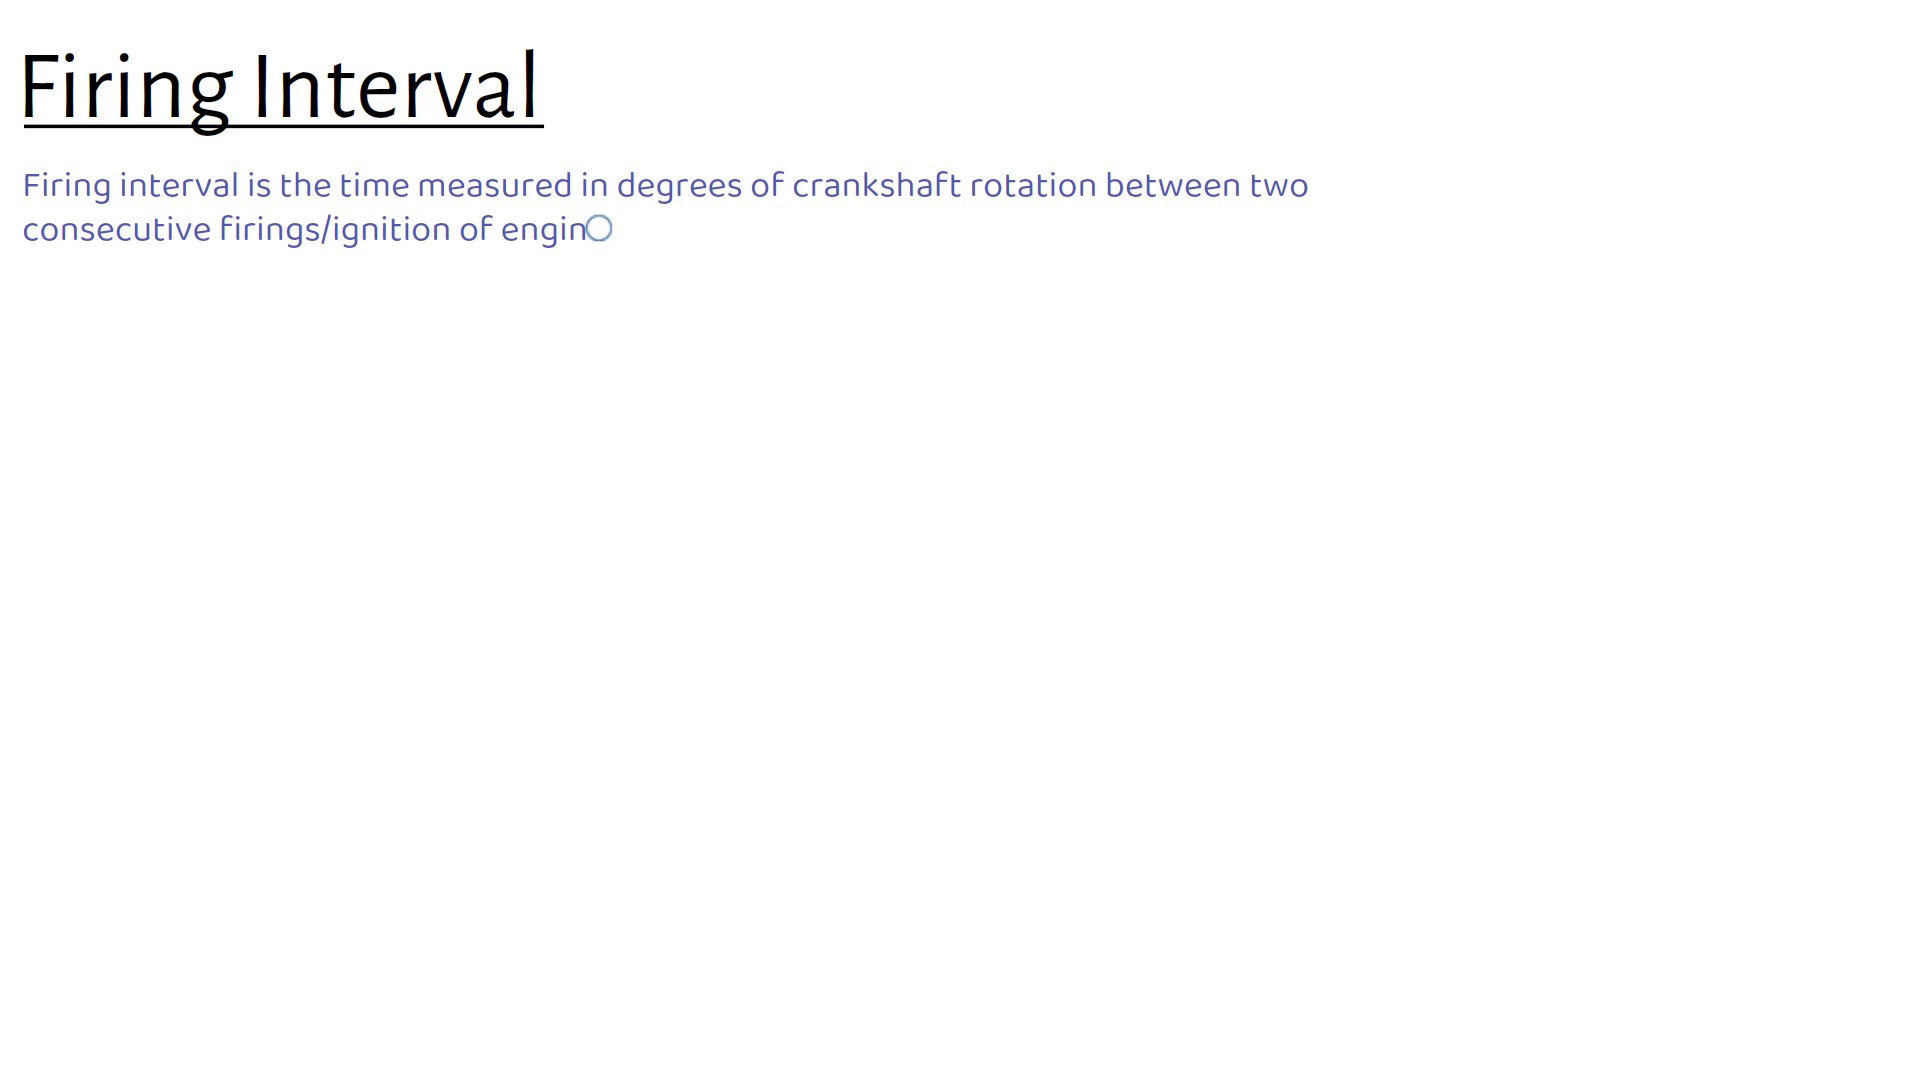 Firing Interval
Firing interval is the time measured in degrees of crankshaft rotation between two
consecutive firings/ignition of engin